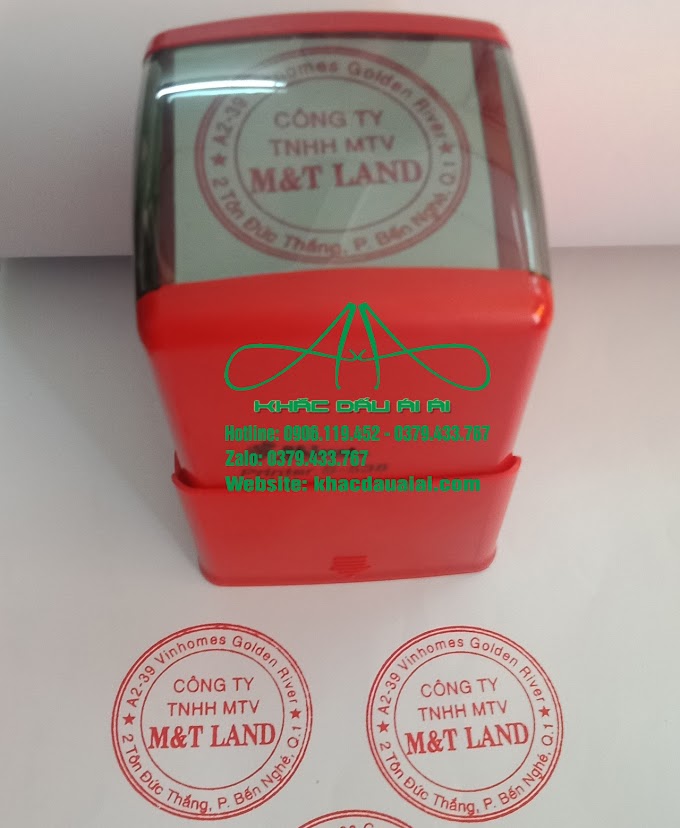 ★ A2-39 Vinhomes Golden River ★
CÔNG TY
TNHH MTV
M&T LAND
2 Tôn Đức Thắng, P. Bến Nghé, Q.1
KHẮC DẤU ÁI ÁI
Hotline: 0906.119.452 - 0379.433.767
Zalo: 0379.433.767
Printer
Website: khacdauaiai.com
★ A2-39 Vinhomes Golden River ★
CÔNG TY
TNHH MTV
M&T LAND
2 Tôn Đức Thắng, P. Bến Nghé, Q.1
★ A2-39 Vinhomes Golden River ★
CÔNG TY
TNHH MTV
M&T LAND
2 Tôn Đức Thắng, P. Bến Nghé, Q.1